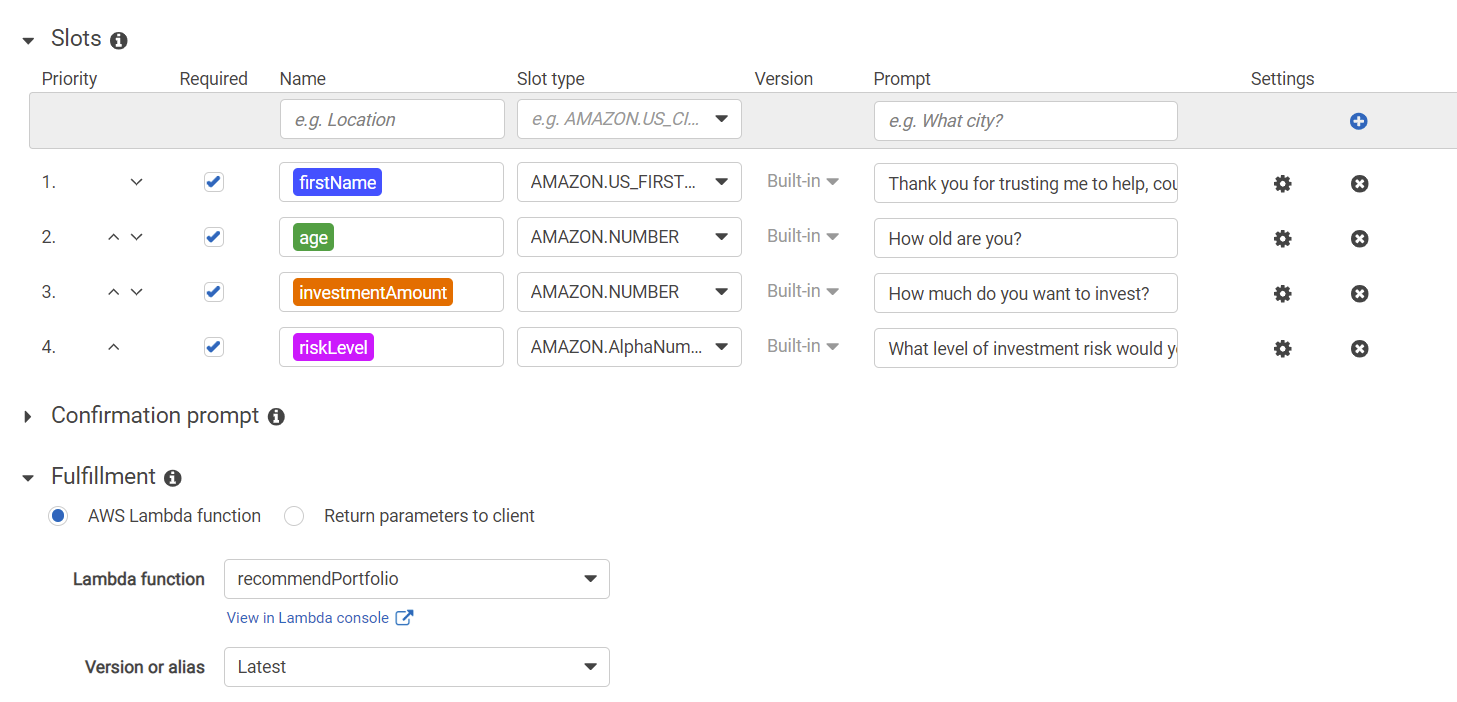 Slots
Priority Required Name Slot type Version Prompt Settings
e.g. Location e.g. AMAZON.US_CI... e.g. What city?
1. firstName AMAZON.US_FIRST... Built-in Thank you for trusting me to help, cou
2. age AMAZON.NUMBER Built-in How old are you?
3. investmentAmount AMAZON.NUMBER Built-in How much do you want to invest?
4. riskLevel AMAZON.AlphaNum... Built-in What level of investment risk would y
Confirmation prompt
Fulfillment
AWS Lambda function Return parameters to client
Lambda function recommendPortfolio
View in Lambda console
Version or alias Latest